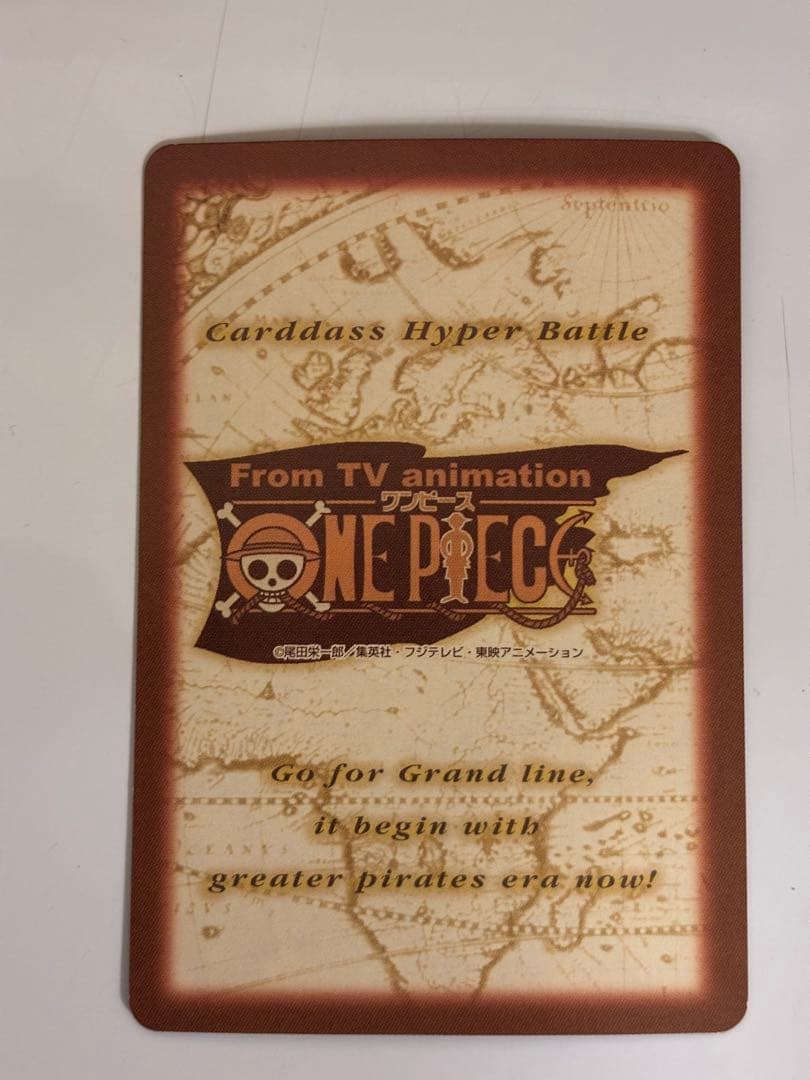 Septentrio
Carddass Hyper Battle
From TV animation
ワンピース
ONE PIECE
©尾田栄一郎／集英社・フジテレビ・東映アニメーション
Go for Grand line,
it begin with
greater pirates era now!